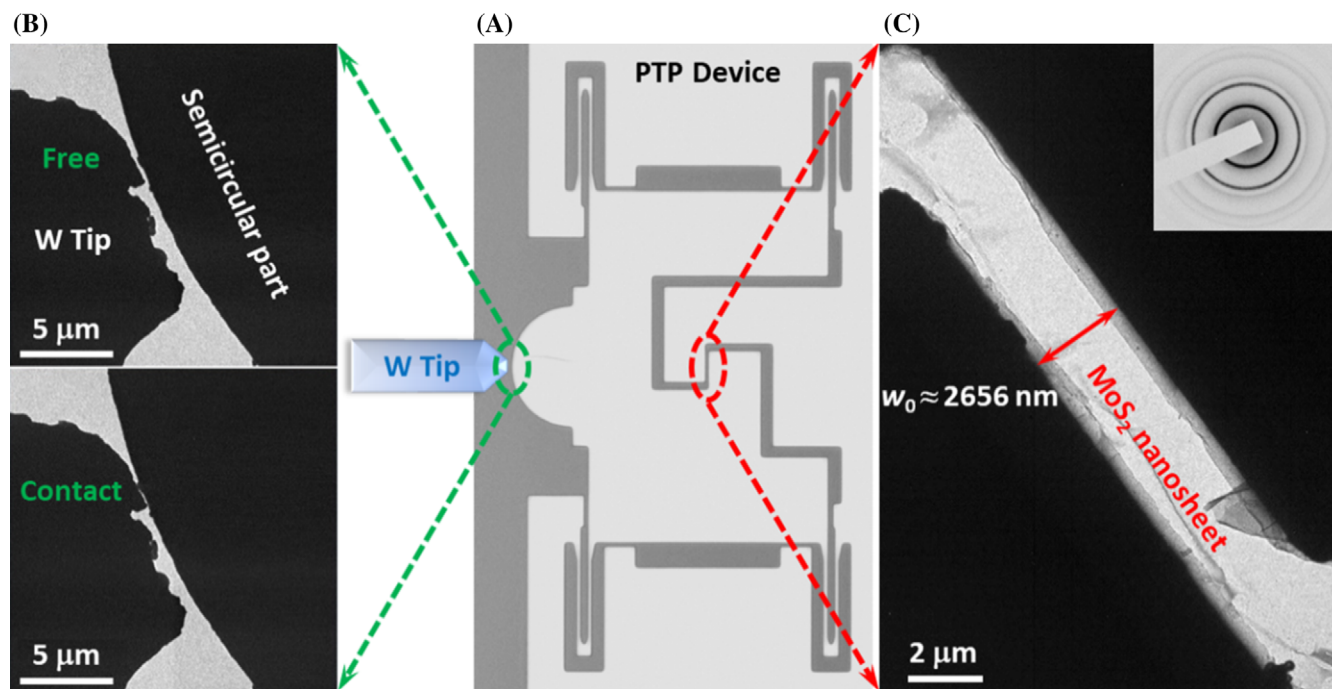 (B)
Free
W Tip
Semicircular part
5 μm
Contact
5 μm
(A)
PTP Device
W Tip
(C)
w₀ ≈ 2656 nm
MoS₂ nanosheet
2 μm